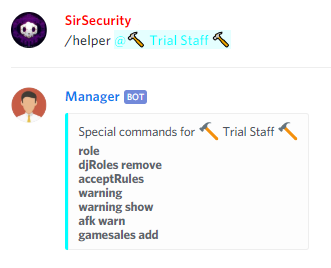 SirSecurity
/helper @🔨 Trial Staff 🔨
Manager BOT
Special commands for 🔨 Trial Staff 🔨
role
djRoles remove
acceptRules
warning
warning show
afk warn
gamesales add